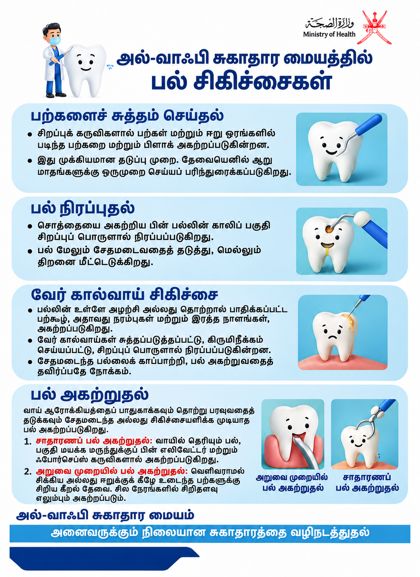 وزارة الصحة
Ministry of Health
அல்-வாஃபி சுகாதார மையத்தில்
பல் சிகிச்சைகள்
பற்களைச் சுத்தம் செய்தல்
• சிறப்புக் கருவிகளால் பற்கள் மற்றும் ஈறு ஓரங்களில்
படிந்த பற்கறை மற்றும் பிளாக் அகற்றப்படுகின்றன.
• இது முக்கியமான தடுப்பு முறை. தேவையெனில் ஆறு
மாதங்களுக்கு ஒருமுறை செய்யப் பரிந்துரைக்கப்படுகிறது.
பல் நிரப்புதல்
• சொத்தையை அகற்றிய பின் பல்லின் காலிப் பகுதி
சிறப்புப் பொருளால் நிரப்பப்படுகிறது.
• பல் மேலும் சேதமடைவதைத் தடுத்து, மெல்லும்
திறனை மீட்டெடுக்கிறது.
வேர் கால்வாய் சிகிச்சை
• பல்லின் உள்ளே அழற்சி அல்லது தொற்றால் பாதிக்கப்பட்ட
பற்கூழ், அதாவது நரம்புகள் மற்றும் இரத்த நாளங்கள்,
அகற்றப்படுகிறது.
• வேர் கால்வாய்கள் சுத்தப்படுத்தப்பட்டு, கிருமிநீக்கம்
செய்யப்பட்டு, சிறப்புப் பொருளால் நிரப்பப்படுகின்றன.
• சேதமடைந்த பல்லைக் காப்பாற்றி, பல் அகற்றுவதைத்
தவிர்ப்பதே நோக்கம்.
பல் அகற்றுதல்
வாய் ஆரோக்கியத்தைப் பாதுகாக்கவும் தொற்று பரவுவதைத்
தடுக்கவும் சேதமடைந்த அல்லது சிகிச்சையளிக்க முடியாத
பல் அகற்றப்படுகிறது.
1. சாதாரணப் பல் அகற்றுதல்: வாயில் தெரியும் பல்,
பகுதி மயக்க மருந்துக்குப் பின் எலிவேட்டர் மற்றும்
ஃபோர்செப்ஸ் கருவிகளால் அகற்றப்படுகிறது.
2. அறுவை முறையில் பல் அகற்றுதல்: வெளிவராமல்
சிக்கிய அல்லது ஈறுக்குக் கீழே உடைந்த பற்களுக்கு
சிறிய கீறல் தேவை. சில நேரங்களில் சிறிதளவு
எலும்பும் அகற்றப்படும்.
அறுவை முறையில்
பல் அகற்றுதல்
சாதாரணப்
பல் அகற்றுதல்
அல்-வாஃபி சுகாதார மையம்
அனைவருக்கும் நிலையான சுகாதாரத்தை வழிநடத்துதல்